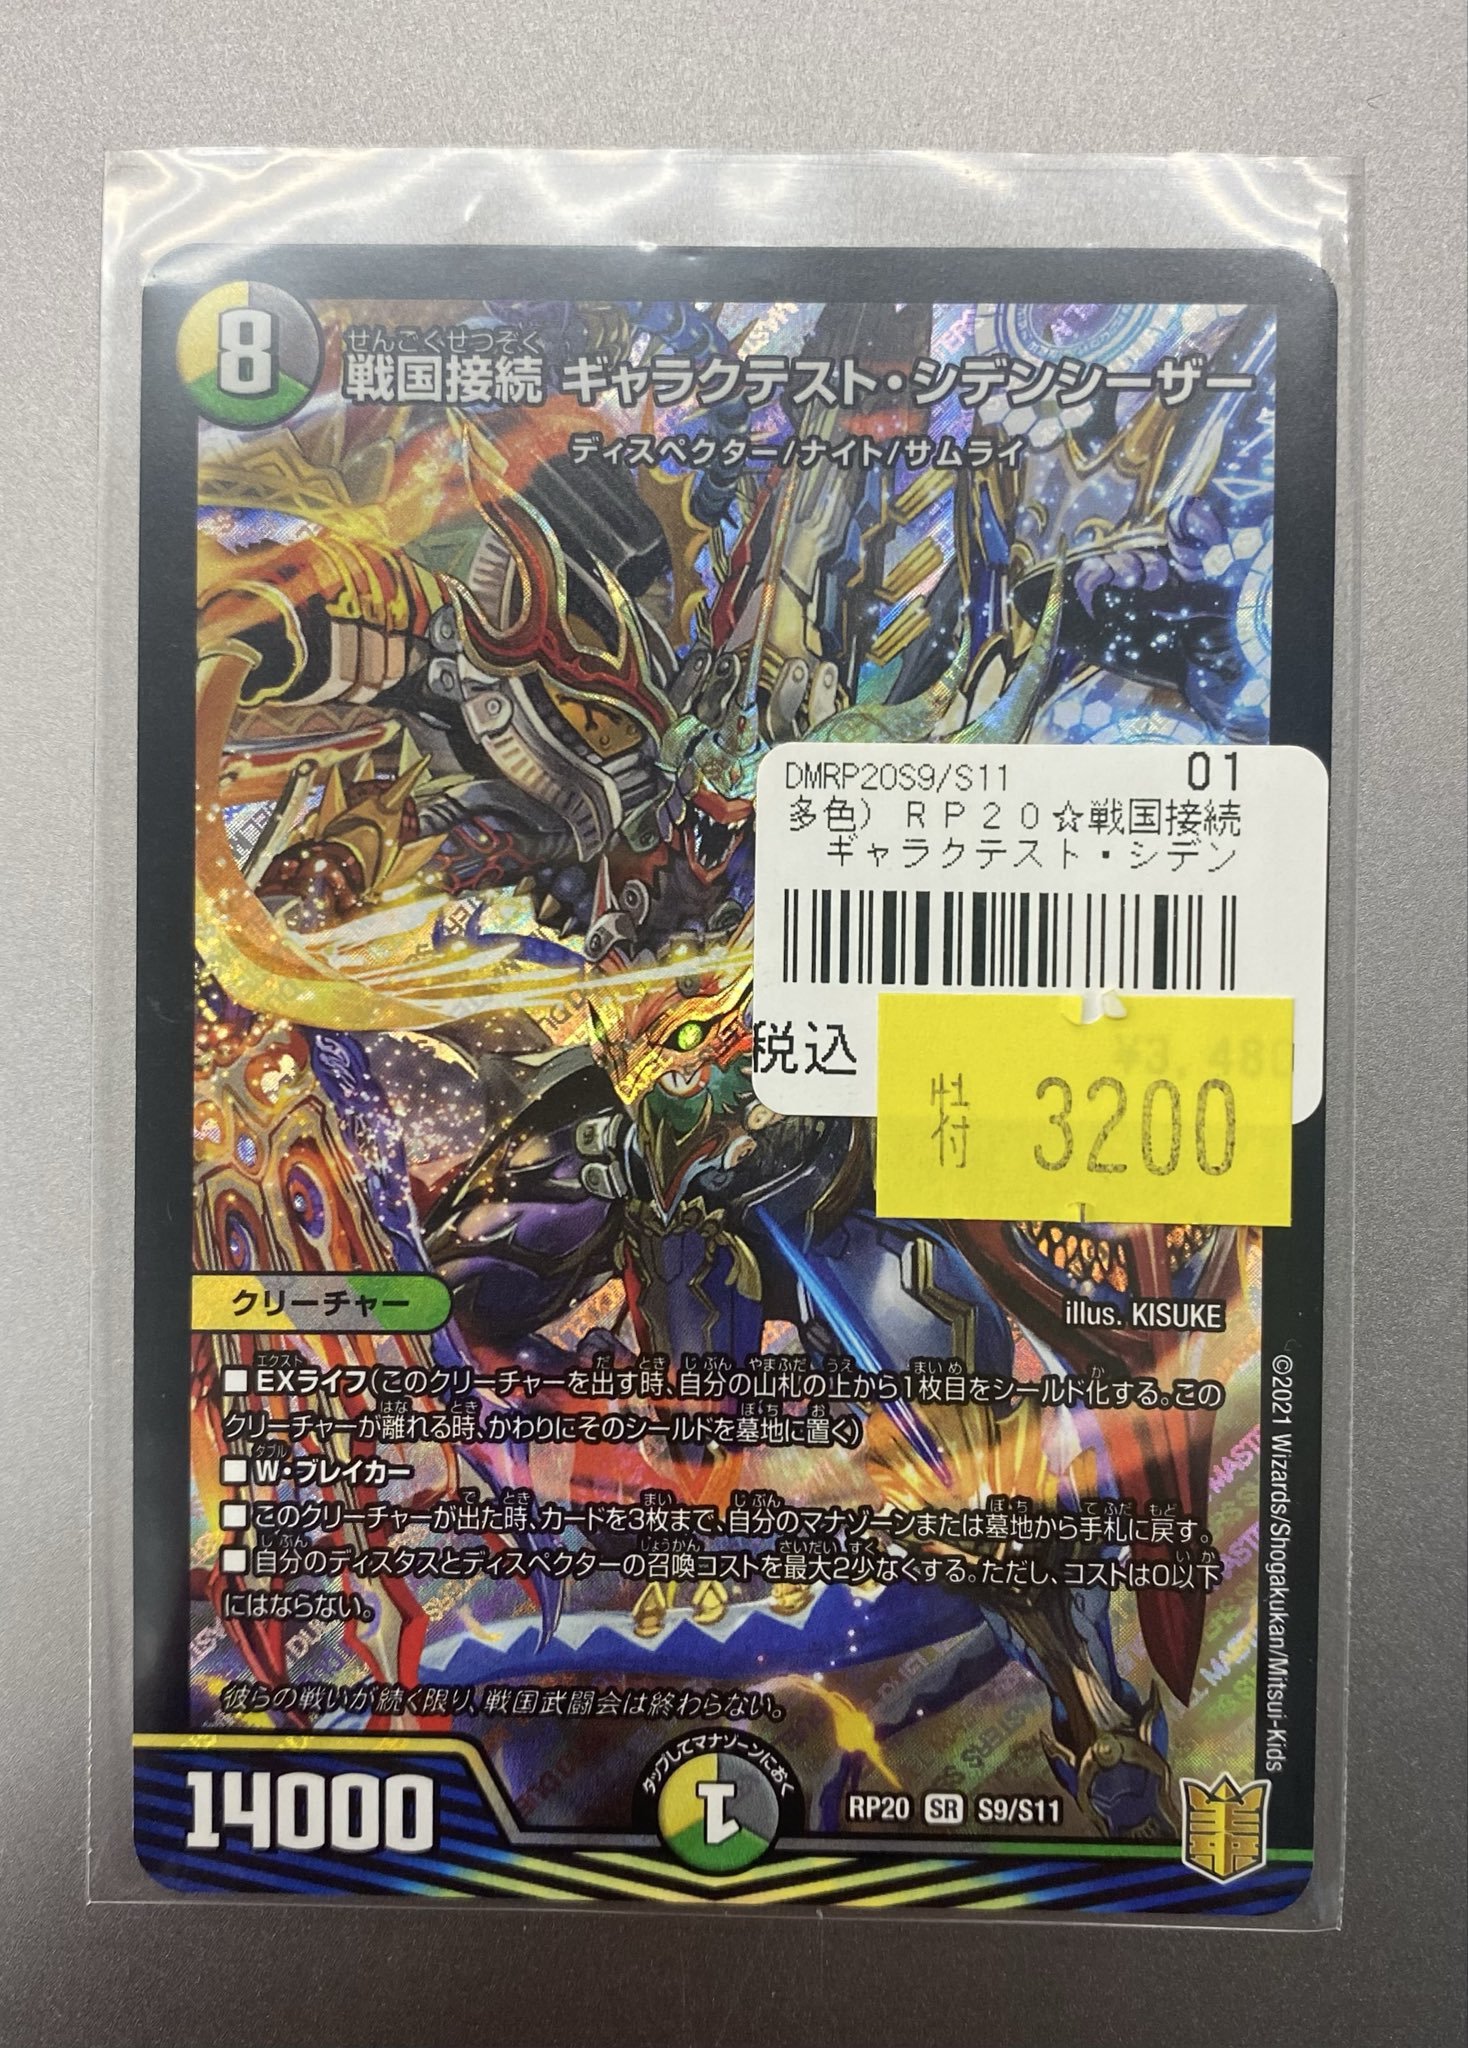 8
せんごくせつぞく
戦国接続 ギャラクテスト・シデンシーザー
ディスペクター/ナイト/サムライ
DMRP20S9/S11 01
多色) RP20☆戦国接続
ギャラクテスト・シデン
税込
¥3,480
3200
クリーチャー
illus. KISUKE
■EXライフ(このクリーチャーを出す時、自分の山札の上から1枚目をシールド化する。この
クリーチャーが離れる時、かわりにそのシールドを墓地に置く)
■W・ブレイカー
■このクリーチャーが出た時、カードを3枚まで、自分のマナゾーンまたは墓地から手札に戻す。
■自分のディスタスとディスペクターの召喚コストを最大2少なくする。ただし、コストは0以下
にはならない。
彼らの戦いが続く限り、戦国武闘会は終わらない。
©2021 Wizards/Shogakukan/Mitsui-Kids
14000
タップしてマナゾーンにおく
1
RP20 SR S9/S11